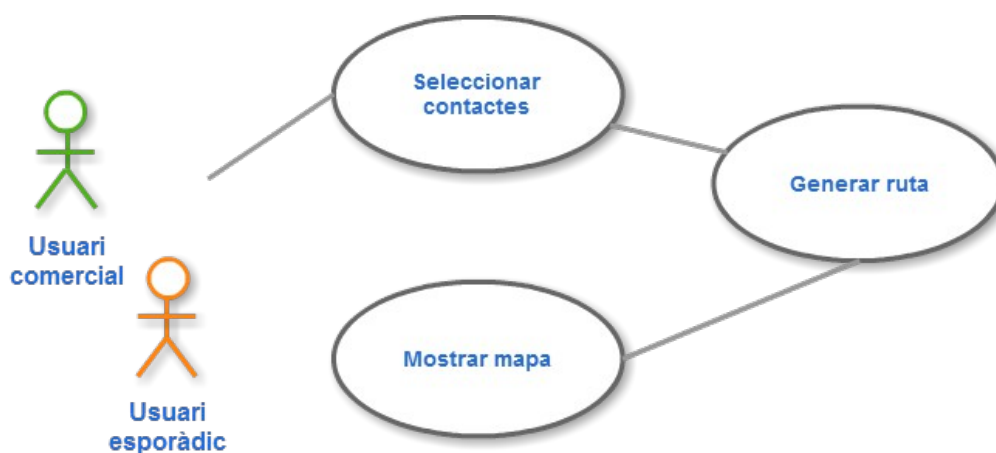 Seleccionar
contactes
Generar ruta
Usuari
comercial
Mostrar mapa
Usuari
esporàdic